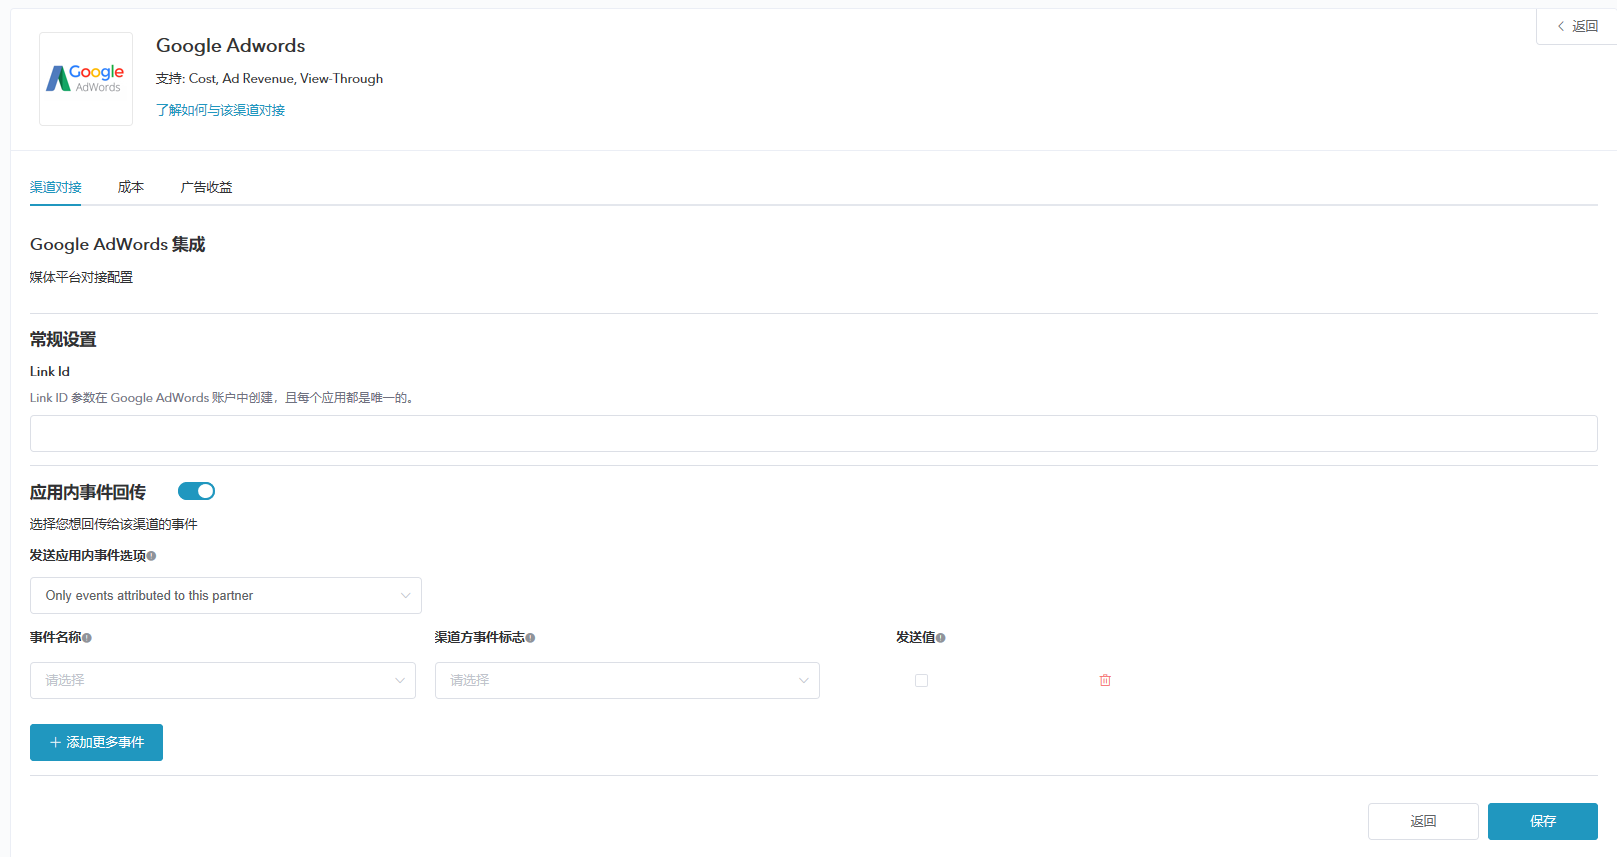 返回
Google AdWords
Google Adwords
支持: Cost, Ad Revenue, View-Through
了解如何与该渠道对接
渠道对接 成本 广告收益
Google AdWords 集成
媒体平台对接配置
常规设置
Link Id
Link ID 参数在 Google AdWords 账户中创建，且每个应用都是唯一的。
应用内事件回传
选择您想回传给该渠道的事件
发送应用内事件选项
Only events attributed to this partner
事件名称 渠道方事件标志 发送值
请选择 请选择
添加更多事件
返回 保存